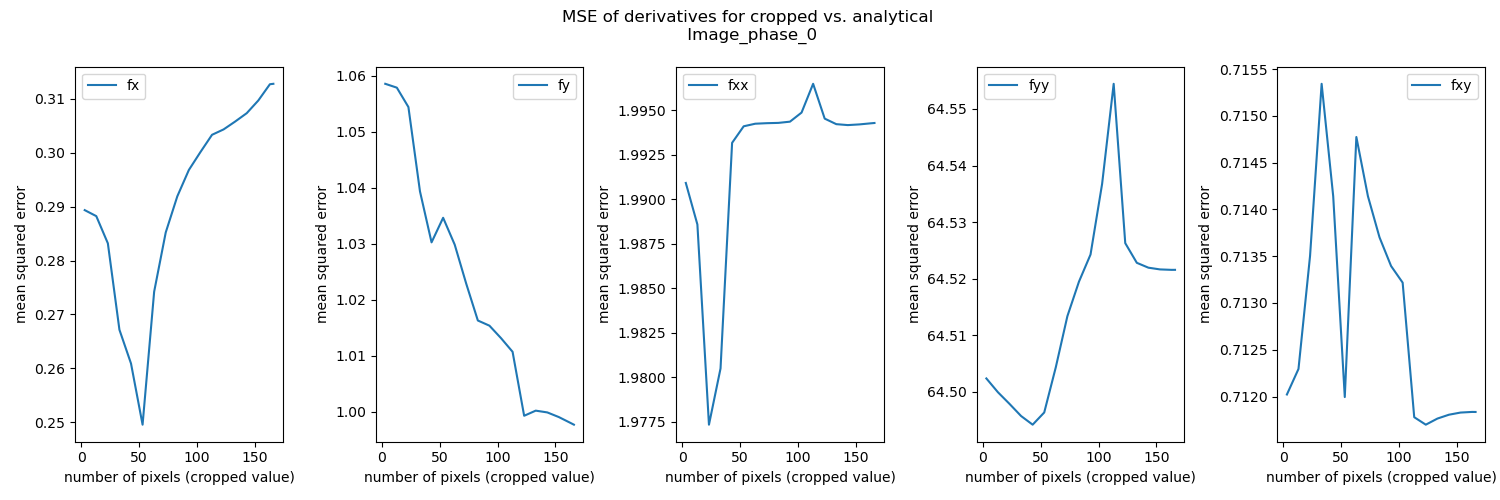 MSE of derivatives for cropped vs. analytical
Image_phase_0
fx
0.31
0.30
0.29
0.28
0.27
0.26
0.25
mean squared error
0 50 100 150
number of pixels (cropped value)
fy
1.06
1.05
1.04
1.03
1.02
1.01
1.00
mean squared error
0 50 100 150
number of pixels (cropped value)
fxx
1.9950
1.9925
1.9900
1.9875
1.9850
1.9825
1.9800
1.9775
mean squared error
0 50 100 150
number of pixels (cropped value)
fyy
64.55
64.54
64.53
64.52
64.51
64.50
mean squared error
0 50 100 150
number of pixels (cropped value)
fxy
0.7155
0.7150
0.7145
0.7140
0.7135
0.7130
0.7125
0.7120
mean squared error
0 50 100 150
number of pixels (cropped value)